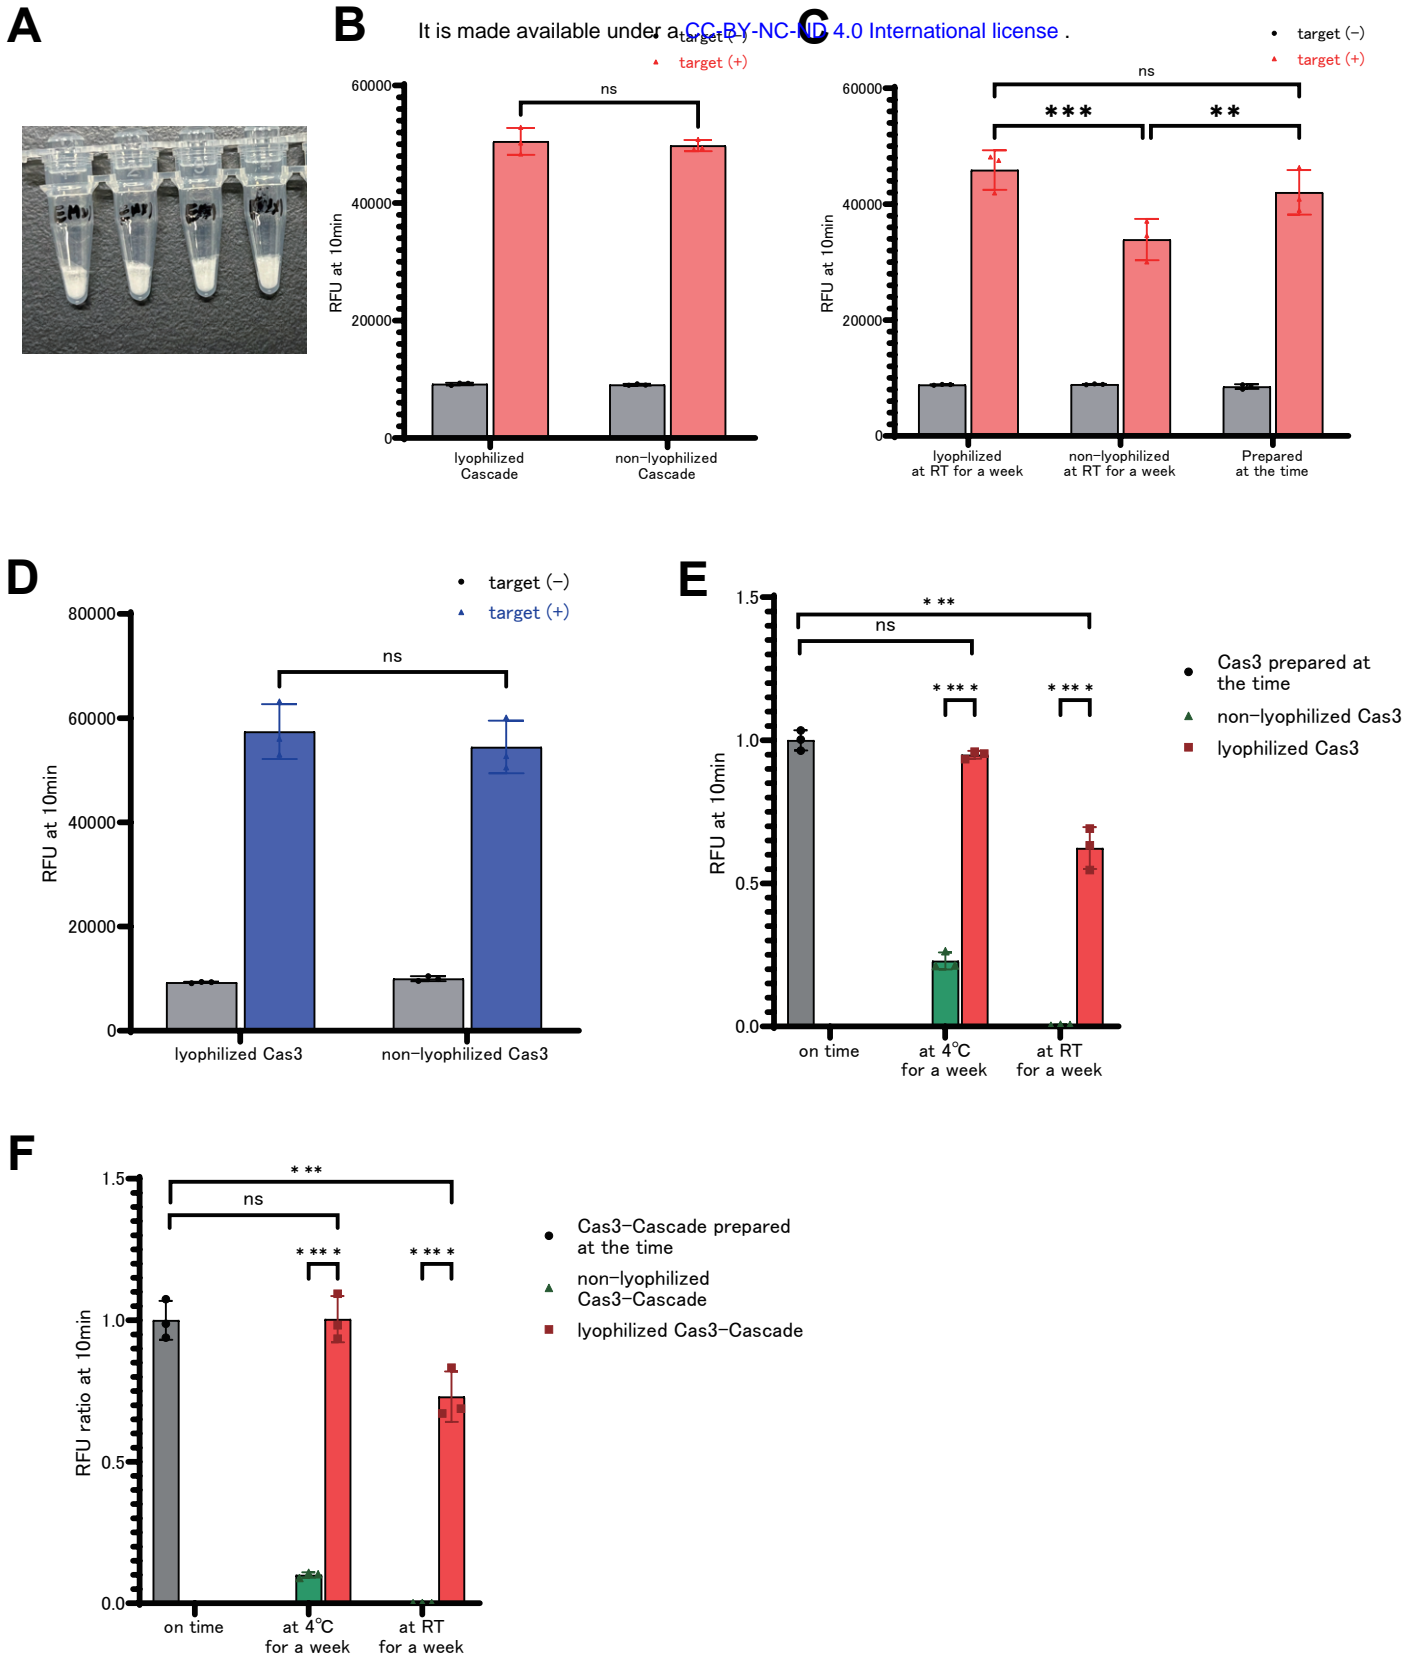 A
B
It is made available under a CC-BY-NC-ND 4.0 International license .
C
target (-)
target (+)
target (-)
target (+)
RFU at 10min
60000
40000
20000
0
ns
lyophilized
Cascade
non-lyophilized
Cascade
RFU at 10min
60000
40000
20000
0
ns
***
**
lyophilized
at RT for a week
non-lyophilized
at RT for a week
Prepared
at the time
D
target (-)
target (+)
RFU at 10min
80000
60000
40000
20000
0
ns
lyophilized Cas3
non-lyophilized Cas3
E
RFU at 10min
1.5
1.0
0.5
0.0
* **
ns
* ** *
* ** *
on time
at 4℃
for a week
at RT
for a week
Cas3 prepared at
the time
non-lyophilized Cas3
lyophilized Cas3
F
RFU ratio at 10min
1.5
1.0
0.5
0.0
* **
ns
* ** *
* ** *
on time
at 4℃
for a week
at RT
for a week
Cas3-Cascade prepared
at the time
non-lyophilized
Cas3-Cascade
lyophilized Cas3-Cascade